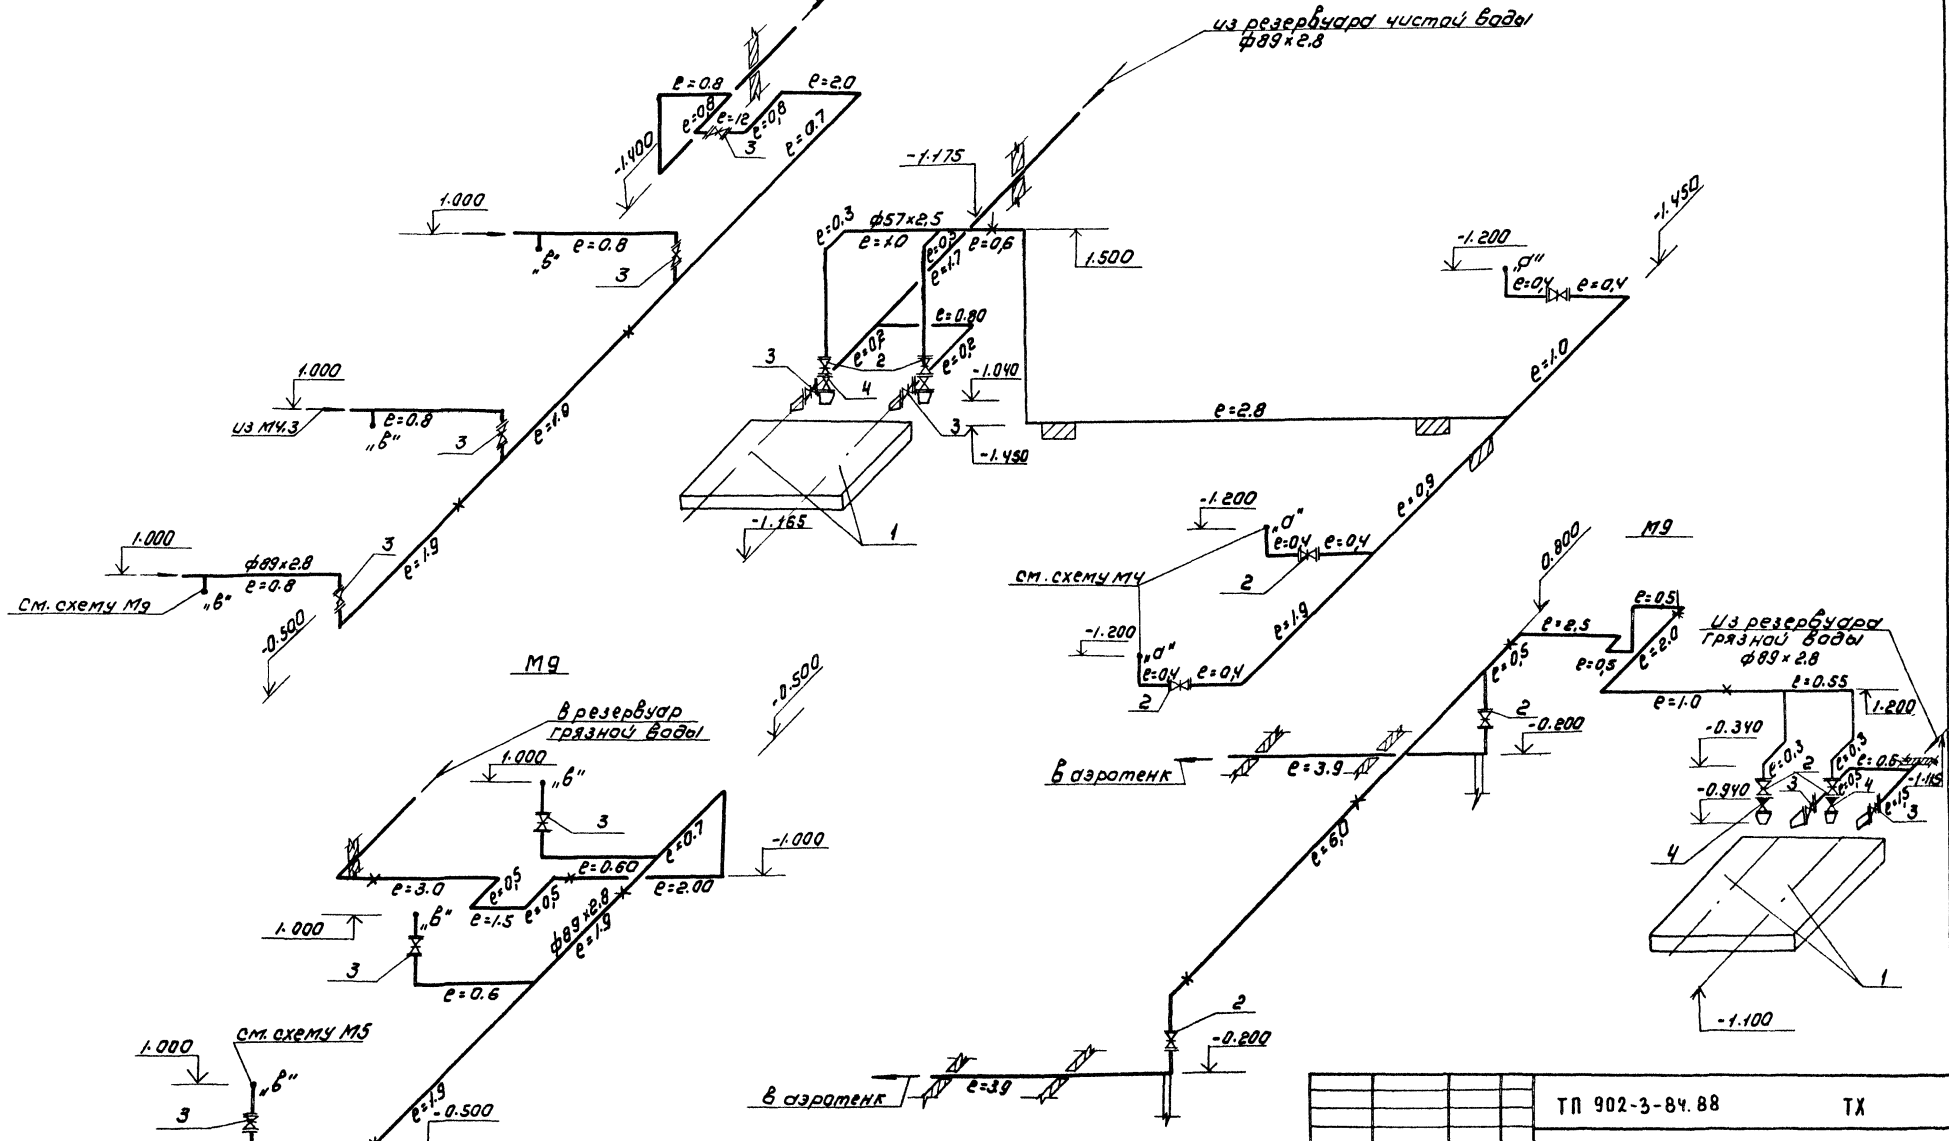 из резервуара чистой воды
ф89×2.8
ℓ=0.8
ℓ=0,8
ℓ=12
ℓ=0,8
ℓ=2.0
ℓ=0.7
3
-1.400
1.000
ℓ=0.8
„б"
3
1.000
из М4.3
ℓ=0.8
„в"
3
ℓ=1.9
1.000
ф89×2.8
ℓ=0.8
„в"
3
ℓ=1.9
см. схему М9
-0.500
-1.175
ℓ=0,3
ф57×2,5
ℓ=1.0
ℓ=0,3
ℓ=1.7
ℓ=0,6
1.500
ℓ=0.80
ℓ=0,2
3
2
4
-1.040
3
-1.450
-1.165
1
ℓ=2.8
-1.450
-1.200
„а"
ℓ=0,4
ℓ=0,4
ℓ=1.0
ℓ=0,9
-1.200
„а"
ℓ=0,4
ℓ=0,4
2
см. схему М4
ℓ=1.9
-1.200
„а"
ℓ=0,4
ℓ=0,4
2
М9
0.800
ℓ=2,5
ℓ=0.5
ℓ=0,5
ℓ=2.0
ℓ=0,5
из резервуара
грязной воды
ф89×2.8
ℓ=1.0
ℓ=0.55
1.200
2
-0.200
-0.340
ℓ=0,3
ℓ=0,3
2
-0.940
3
4
3
4
1
-1.100
в аэротенк
ℓ=3.9
ℓ=6,0
2
-0.200
в аэротенк
ℓ=3.9
М9
-0.500
в резервуар
грязной воды
1.000
„б"
3
ℓ=0.7
ℓ=0.60
-1.000
ℓ=3.0
ℓ=0,5
ℓ=1.5
ℓ=0,5
ℓ=2.00
ф89×2.8
ℓ=1.9
1.000
„в"
3
ℓ=0.6
см. схему М5
1.000
„в"
3
ℓ=1.9
-0.500
ТП 902-3-84.88
ТХ